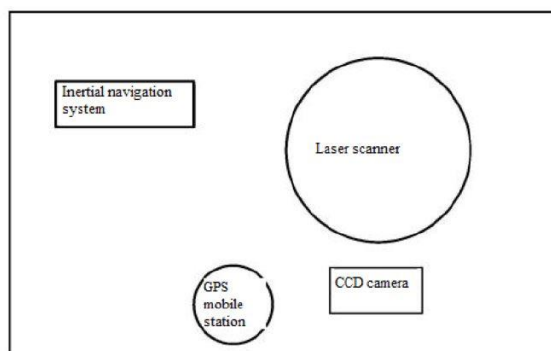 Inertial navigation
system
Laser scanner
GPS
mobile
station
CCD camera